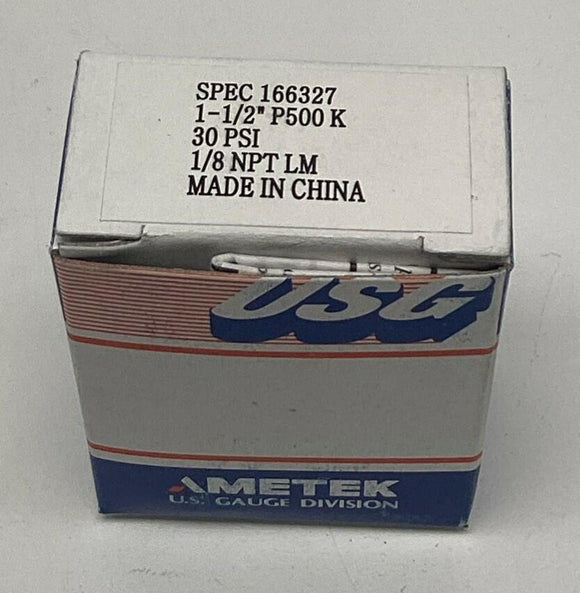 SPEC 166327
1-1/2" P500 K
30 PSI
1/8 NPT LM
MADE IN CHINA
USG
AMETEK
U.S. GAUGE DIVISION